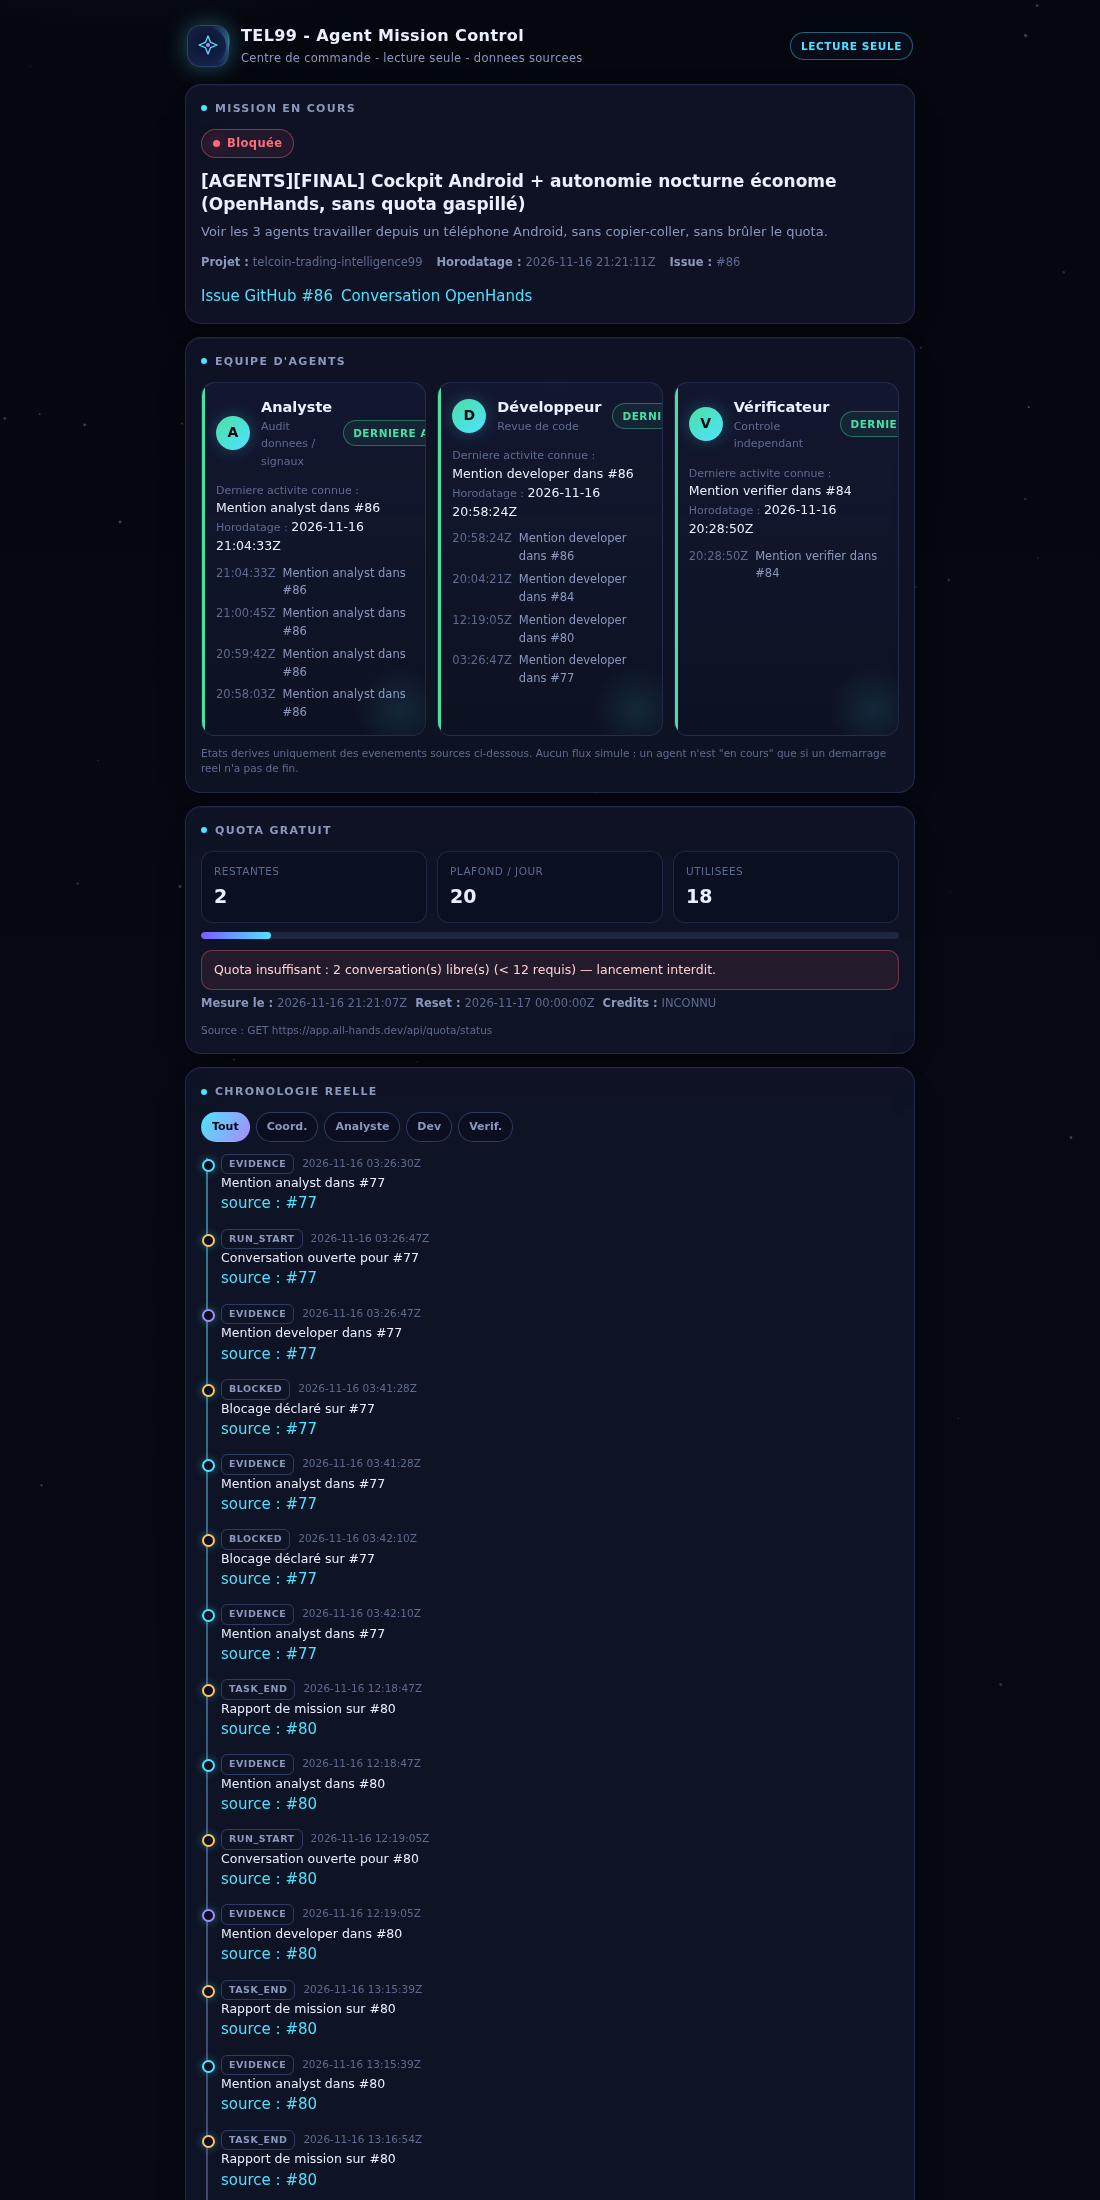 TEL99 - Agent Mission Control
Centre de commande - lecture seule - donnees sourcees
LECTURE SEULE
MISSION EN COURS
Bloquée
[AGENTS][FINAL] Cockpit Android + autonomie nocturne économe
(OpenHands, sans quota gaspillé)
Voir les 3 agents travailler depuis un téléphone Android, sans copier-coller, sans brûler le quota.
Projet : telcoin-trading-intelligence99 Horodatage : 2026-11-16 21:21:11Z Issue : #86
Issue GitHub #86 Conversation OpenHands
EQUIPE D'AGENTS
A
Analyste
Audit
donnees /
signaux
DERNIERE A
Derniere activite connue :
Mention analyst dans #86
Horodatage : 2026-11-16
21:04:33Z
21:04:33Z Mention analyst dans
#86
21:00:45Z Mention analyst dans
#86
20:59:42Z Mention analyst dans
#86
20:58:03Z Mention analyst dans
#86
D
Développeur
Revue de code
DERNI
Derniere activite connue :
Mention developer dans #86
Horodatage : 2026-11-16
20:58:24Z
20:58:24Z Mention developer
dans #86
20:04:21Z Mention developer
dans #84
12:19:05Z Mention developer
dans #80
03:26:47Z Mention developer
dans #77
V
Vérificateur
Controle
independant
DERNIE
Derniere activite connue :
Mention verifier dans #84
Horodatage : 2026-11-16
20:28:50Z
20:28:50Z Mention verifier dans
#84
Etats derives uniquement des evenements sources ci-dessous. Aucun flux simule : un agent n'est "en cours" que si un demarrage
reel n'a pas de fin.
QUOTA GRATUIT
RESTANTES
2
PLAFOND / JOUR
20
UTILISEES
18
Quota insuffisant : 2 conversation(s) libre(s) (< 12 requis) — lancement interdit.
Mesure le : 2026-11-16 21:21:07Z Reset : 2026-11-17 00:00:00Z Credits : INCONNU
Source : GET https://app.all-hands.dev/api/quota/status
CHRONOLOGIE REELLE
Tout Coord. Analyste Dev Verif.
EVIDENCE 2026-11-16 03:26:30Z
Mention analyst dans #77
source : #77
RUN_START 2026-11-16 03:26:47Z
Conversation ouverte pour #77
source : #77
EVIDENCE 2026-11-16 03:26:47Z
Mention developer dans #77
source : #77
BLOCKED 2026-11-16 03:41:28Z
Blocage déclaré sur #77
source : #77
EVIDENCE 2026-11-16 03:41:28Z
Mention analyst dans #77
source : #77
BLOCKED 2026-11-16 03:42:10Z
Blocage déclaré sur #77
source : #77
EVIDENCE 2026-11-16 03:42:10Z
Mention analyst dans #77
source : #77
TASK_END 2026-11-16 12:18:47Z
Rapport de mission sur #80
source : #80
EVIDENCE 2026-11-16 12:18:47Z
Mention analyst dans #80
source : #80
RUN_START 2026-11-16 12:19:05Z
Conversation ouverte pour #80
source : #80
EVIDENCE 2026-11-16 12:19:05Z
Mention developer dans #80
source : #80
TASK_END 2026-11-16 13:15:39Z
Rapport de mission sur #80
source : #80
EVIDENCE 2026-11-16 13:15:39Z
Mention analyst dans #80
source : #80
TASK_END 2026-11-16 13:16:54Z
Rapport de mission sur #80
source : #80